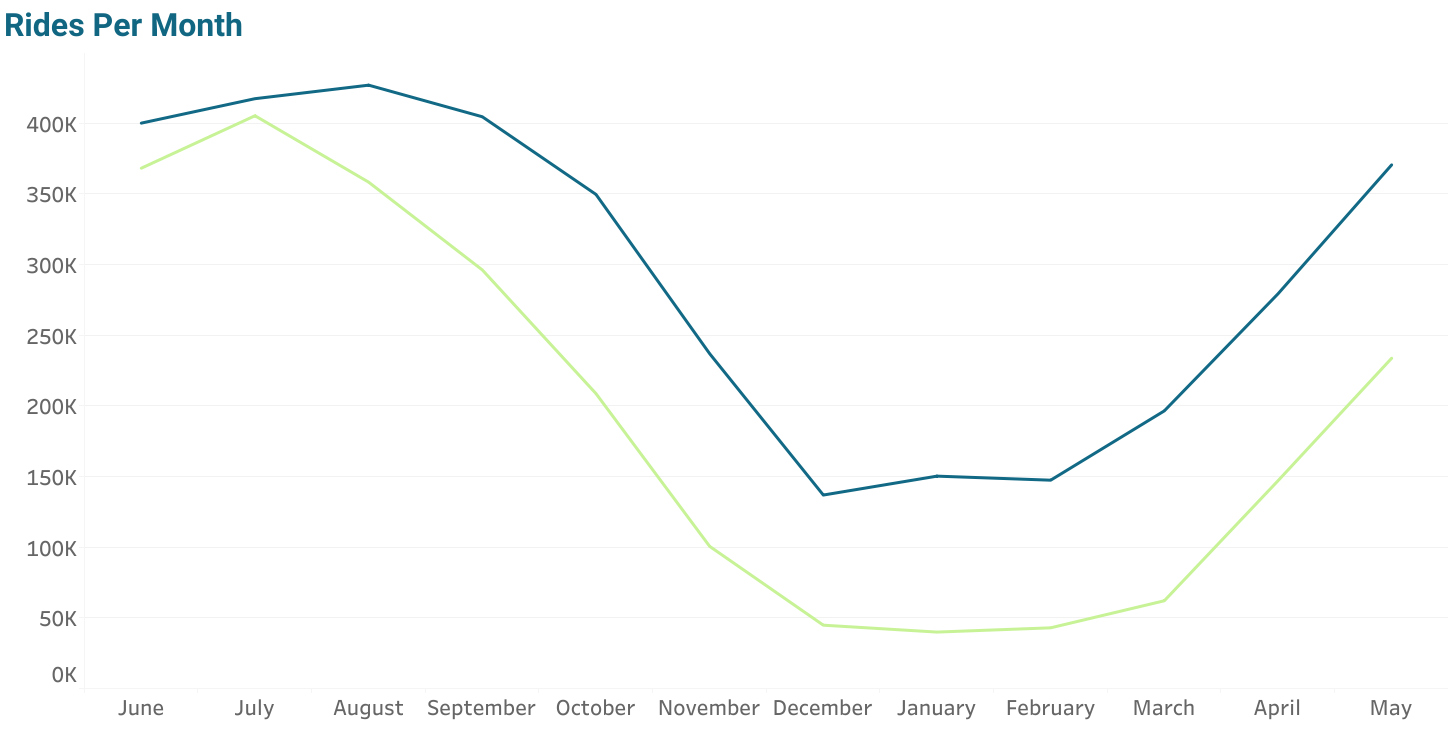 Rides Per Month
400K
350K
300K
250K
200K
150K
100K
50K
0K
June July August September October November December January February March April May